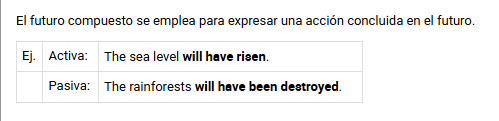 El futuro compuesto se emplea para expresar una acción concluida en el futuro.
Ej. Activa: The sea level will have risen.
Pasiva: The rainforests will have been destroyed.